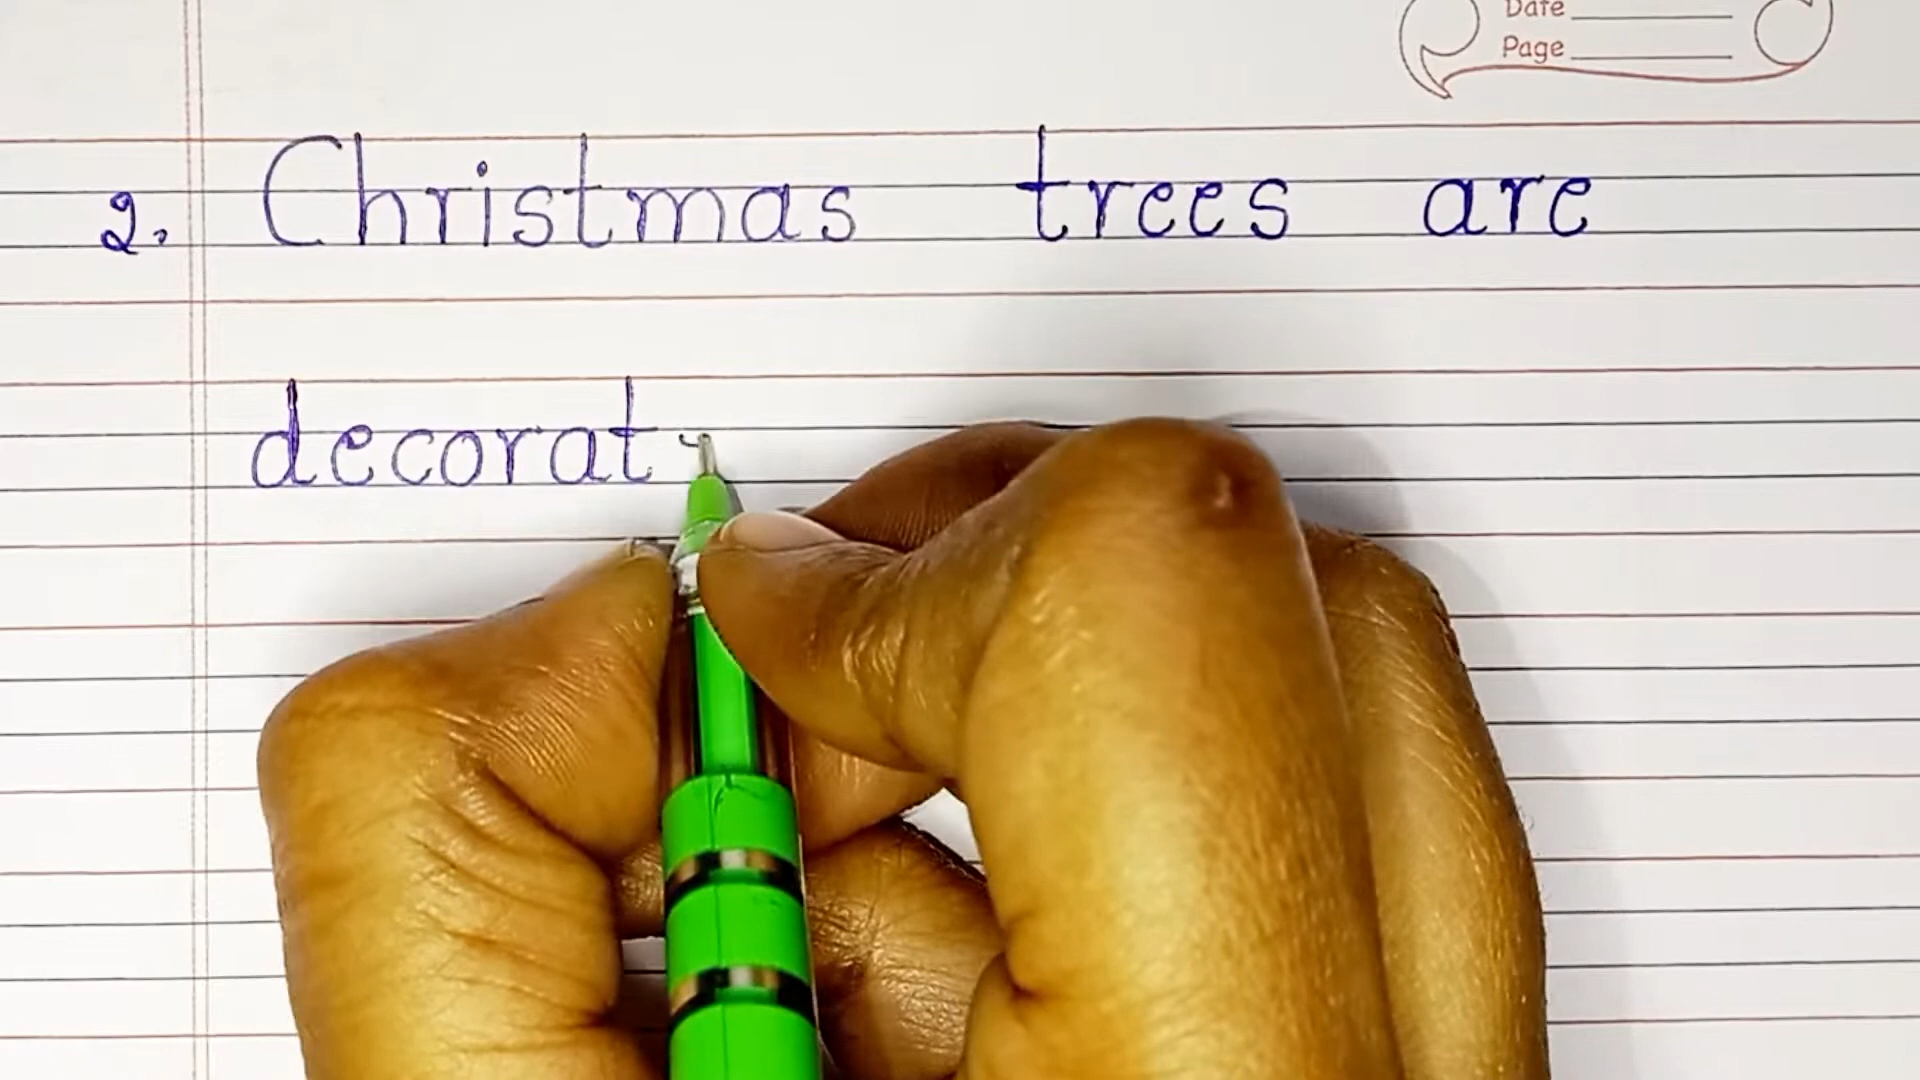 Date
Page
2. Christmas trees are
decorat